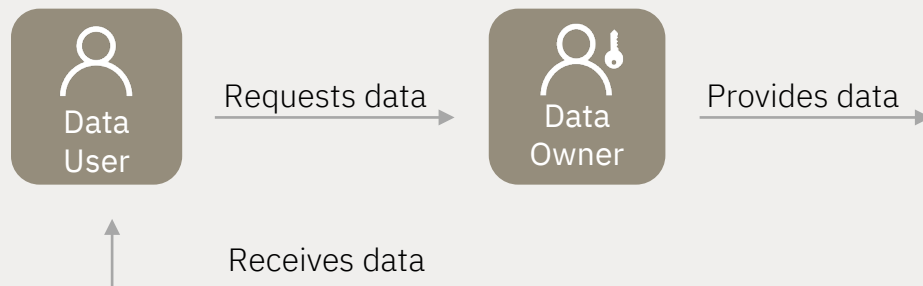 Data
User
Requests data
Data
Owner
Provides data
Receives data